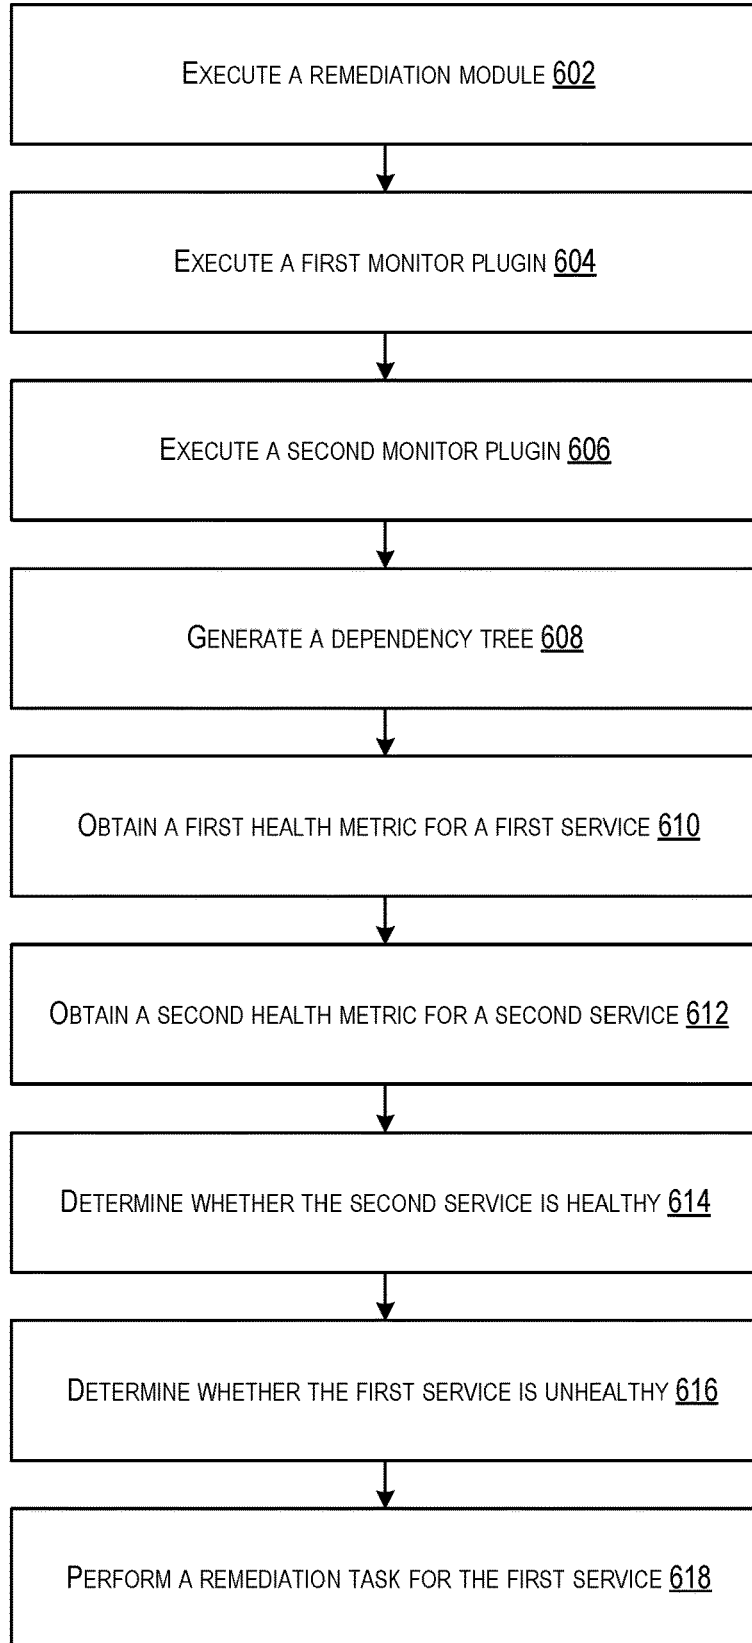 EXECUTE A REMEDIATION MODULE 602
EXECUTE A FIRST MONITOR PLUGIN 604
EXECUTE A SECOND MONITOR PLUGIN 606
GENERATE A DEPENDENCY TREE 608
OBTAIN A FIRST HEALTH METRIC FOR A FIRST SERVICE 610
OBTAIN A SECOND HEALTH METRIC FOR A SECOND SERVICE 612
DETERMINE WHETHER THE SECOND SERVICE IS HEALTHY 614
DETERMINE WHETHER THE FIRST SERVICE IS UNHEALTHY 616
PERFORM A REMEDIATION TASK FOR THE FIRST SERVICE 618